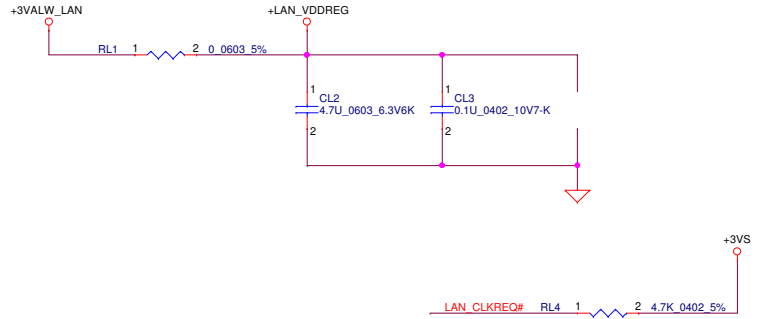 +3VALW_LAN
+LAN_VDDREG
RL1 1 2 0_0603_5%
1
CL2
4.7U_0603_6.3V6K
2
1
CL3
0.1U_0402_10V7-K
2
+3VS
LAN_CLKREQ# RL4 1 2 4.7K_0402_5%